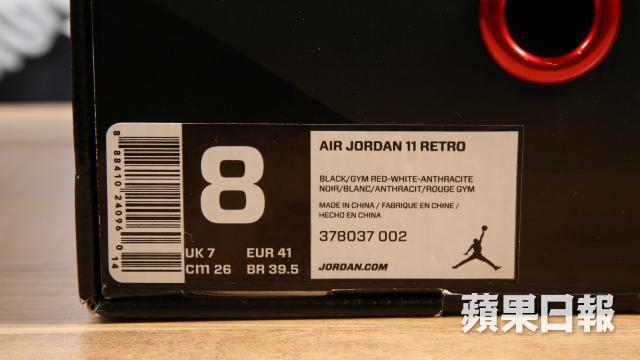 8 88410 24096 014
8
UK 7 EUR 41
CM 26 BR 39.5
AIR JORDAN 11 RETRO
BLACK/GYM RED-WHITE-ANTHRACITE
NOIR/BLANC/ANTHRACIT/ROUGE GYM
MADE IN CHINA / FABRIQUE EN CHINE /
HECHO EN CHINA
378037 002
JORDAN.COM
蘋果日報